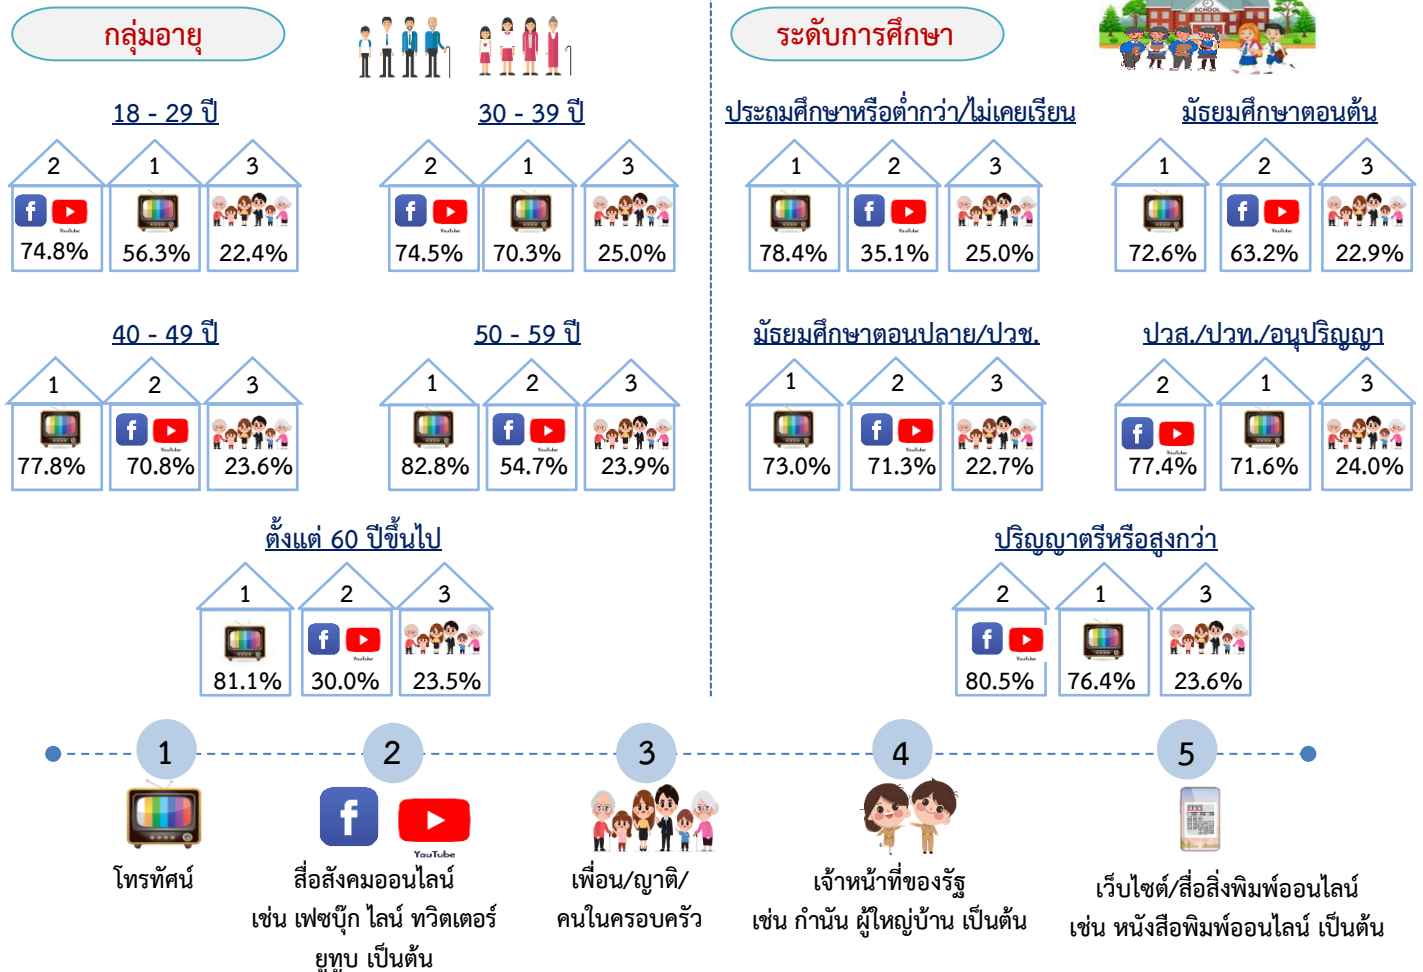 กลุ่มอายุ
18 - 29 ปี
2 1 3
YouTube
74.8% 56.3% 22.4%
30 - 39 ปี
2 1 3
YouTube
74.5% 70.3% 25.0%
40 - 49 ปี
1 2 3
YouTube
77.8% 70.8% 23.6%
50 - 59 ปี
1 2 3
YouTube
82.8% 54.7% 23.9%
ตั้งแต่ 60 ปีขึ้นไป
1 2 3
YouTube
81.1% 30.0% 23.5%
ระดับการศึกษา
SCHOOL
ประถมศึกษาหรือต่ำกว่า/ไม่เคยเรียน
1 2 3
YouTube
78.4% 35.1% 25.0%
มัธยมศึกษาตอนต้น
1 2 3
YouTube
72.6% 63.2% 22.9%
มัธยมศึกษาตอนปลาย/ปวช.
1 2 3
YouTube
73.0% 71.3% 22.7%
ปวส./ปวท./อนุปริญญา
2 1 3
YouTube
77.4% 71.6% 24.0%
ปริญญาตรีหรือสูงกว่า
2 1 3
YouTube
80.5% 76.4% 23.6%
1 2 3 4 5
YouTube
โทรทัศน์
สื่อสังคมออนไลน์
เช่น เฟซบุ๊ก ไลน์ ทวิตเตอร์
ยูทูบ เป็นต้น
เพื่อน/ญาติ/
คนในครอบครัว
เจ้าหน้าที่ของรัฐ
เช่น กำนัน ผู้ใหญ่บ้าน เป็นต้น
เว็บไซต์/สื่อสิ่งพิมพ์ออนไลน์
เช่น หนังสือพิมพ์ออนไลน์ เป็นต้น